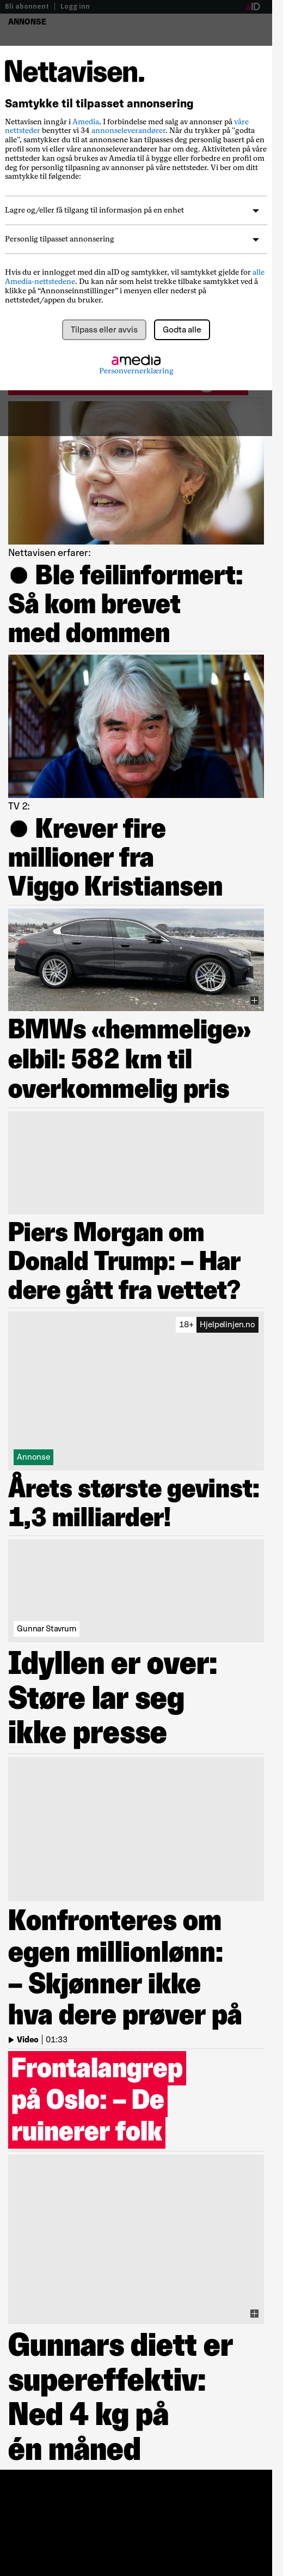 Bli abonnent | Logg inn
aID
ANNONSE
Nettavisen.
Samtykke til tilpasset annonsering
Nettavisen inngår i Amedia. I forbindelse med salg av annonser på våre
nettsteder benytter vi 34 annonseleverandører. Når du trykker på "godta
alle", samtykker du til at annonsene kan tilpasses deg personlig basert på en
profil som vi eller våre annonseleverandører har om deg. Aktiviteten på våre
nettsteder kan også brukes av Amedia til å bygge eller forbedre en profil om
deg for personlig tilpasning av annonser på våre nettsteder. Vi ber om ditt
samtykke til følgende:
Lagre og/eller få tilgang til informasjon på en enhet
Personlig tilpasset annonsering
Hvis du er innlogget med din aID og samtykker, vil samtykket gjelde for alle
Amedia-nettstedene. Du kan når som helst trekke tilbake samtykket ved å
klikke på “Annonseinnstillinger” i menyen eller nederst på
nettstedet/appen du bruker.
Tilpass eller avvis
Godta alle
amedia
Personvernerklæring
Nettavisen erfarer:
● Ble feilinformert:
Så kom brevet
med dommen
TV 2:
● Krever fire
millioner fra
Viggo Kristiansen
BMWs «hemmelige»
elbil: 582 km til
overkommelig pris
Piers Morgan om
Donald Trump: – Har
dere gått fra vettet?
18+ Hjelpelinjen.no
Annonse
Årets største gevinst:
1,3 milliarder!
Gunnar Stavrum
Idyllen er over:
Støre lar seg
ikke presse
Konfronteres om
egen millionlønn:
– Skjønner ikke
hva dere prøver på
Video | 01:33
Frontalangrep
på Oslo: – De
ruinerer folk
Gunnars diett er
supereffektiv:
Ned 4 kg på
én måned